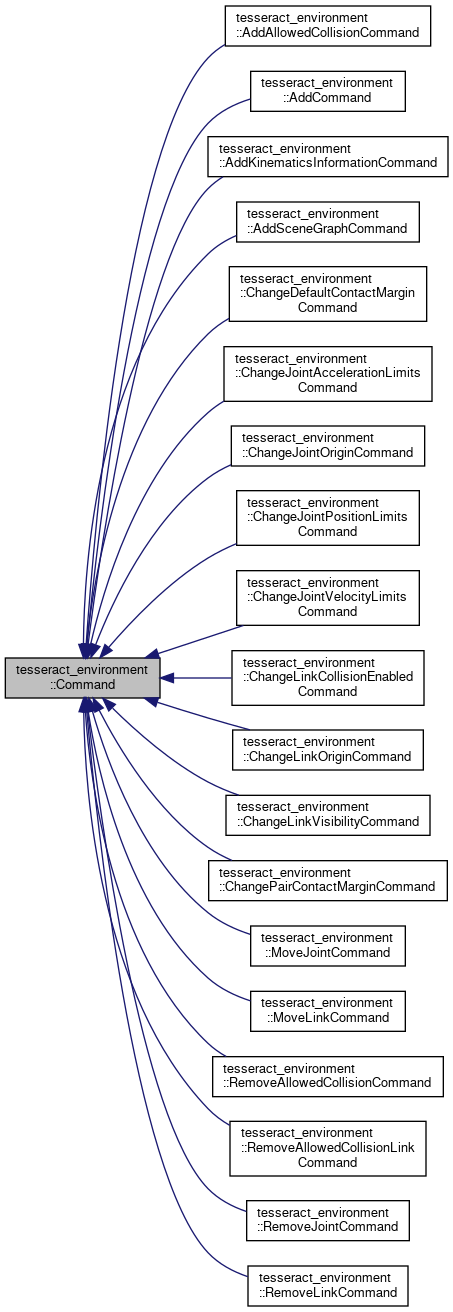 tesseract_environment
::AddAllowedCollisionCommand
tesseract_environment
::AddCommand
tesseract_environment
::AddKinematicsInformationCommand
tesseract_environment
::AddSceneGraphCommand
tesseract_environment
::ChangeDefaultContactMargin
Command
tesseract_environment
::ChangeJointAccelerationLimits
Command
tesseract_environment
::ChangeJointOriginCommand
tesseract_environment
::ChangeJointPositionLimits
Command
tesseract_environment
::ChangeJointVelocityLimits
Command
tesseract_environment
::Command
tesseract_environment
::ChangeLinkCollisionEnabled
Command
tesseract_environment
::ChangeLinkOriginCommand
tesseract_environment
::ChangeLinkVisibilityCommand
tesseract_environment
::ChangePairContactMarginCommand
tesseract_environment
::MoveJointCommand
tesseract_environment
::MoveLinkCommand
tesseract_environment
::RemoveAllowedCollisionCommand
tesseract_environment
::RemoveAllowedCollisionLink
Command
tesseract_environment
::RemoveJointCommand
tesseract_environment
::RemoveLinkCommand